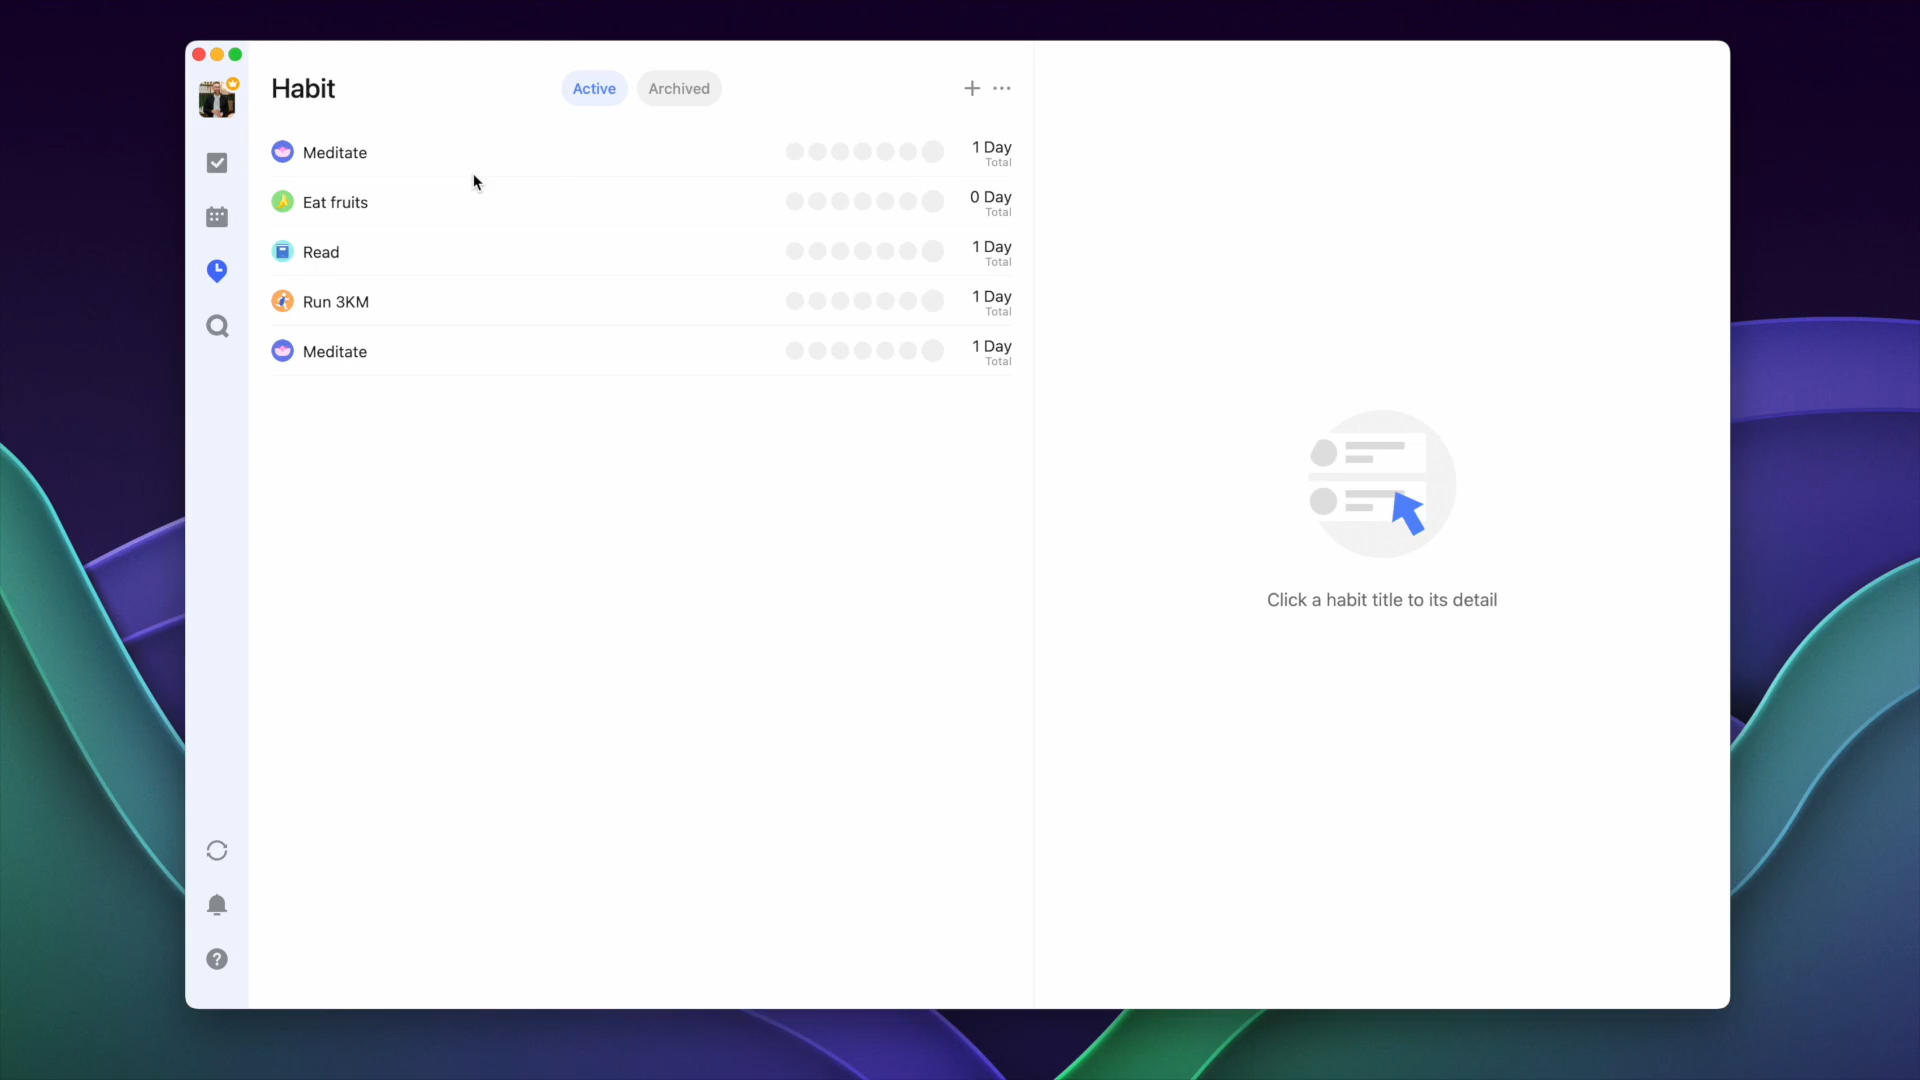 Habit
Active
Archived
Meditate
1 Day
Total
Eat fruits
0 Day
Total
Read
1 Day
Total
Run 3KM
1 Day
Total
Meditate
1 Day
Total
Click a habit title to its detail